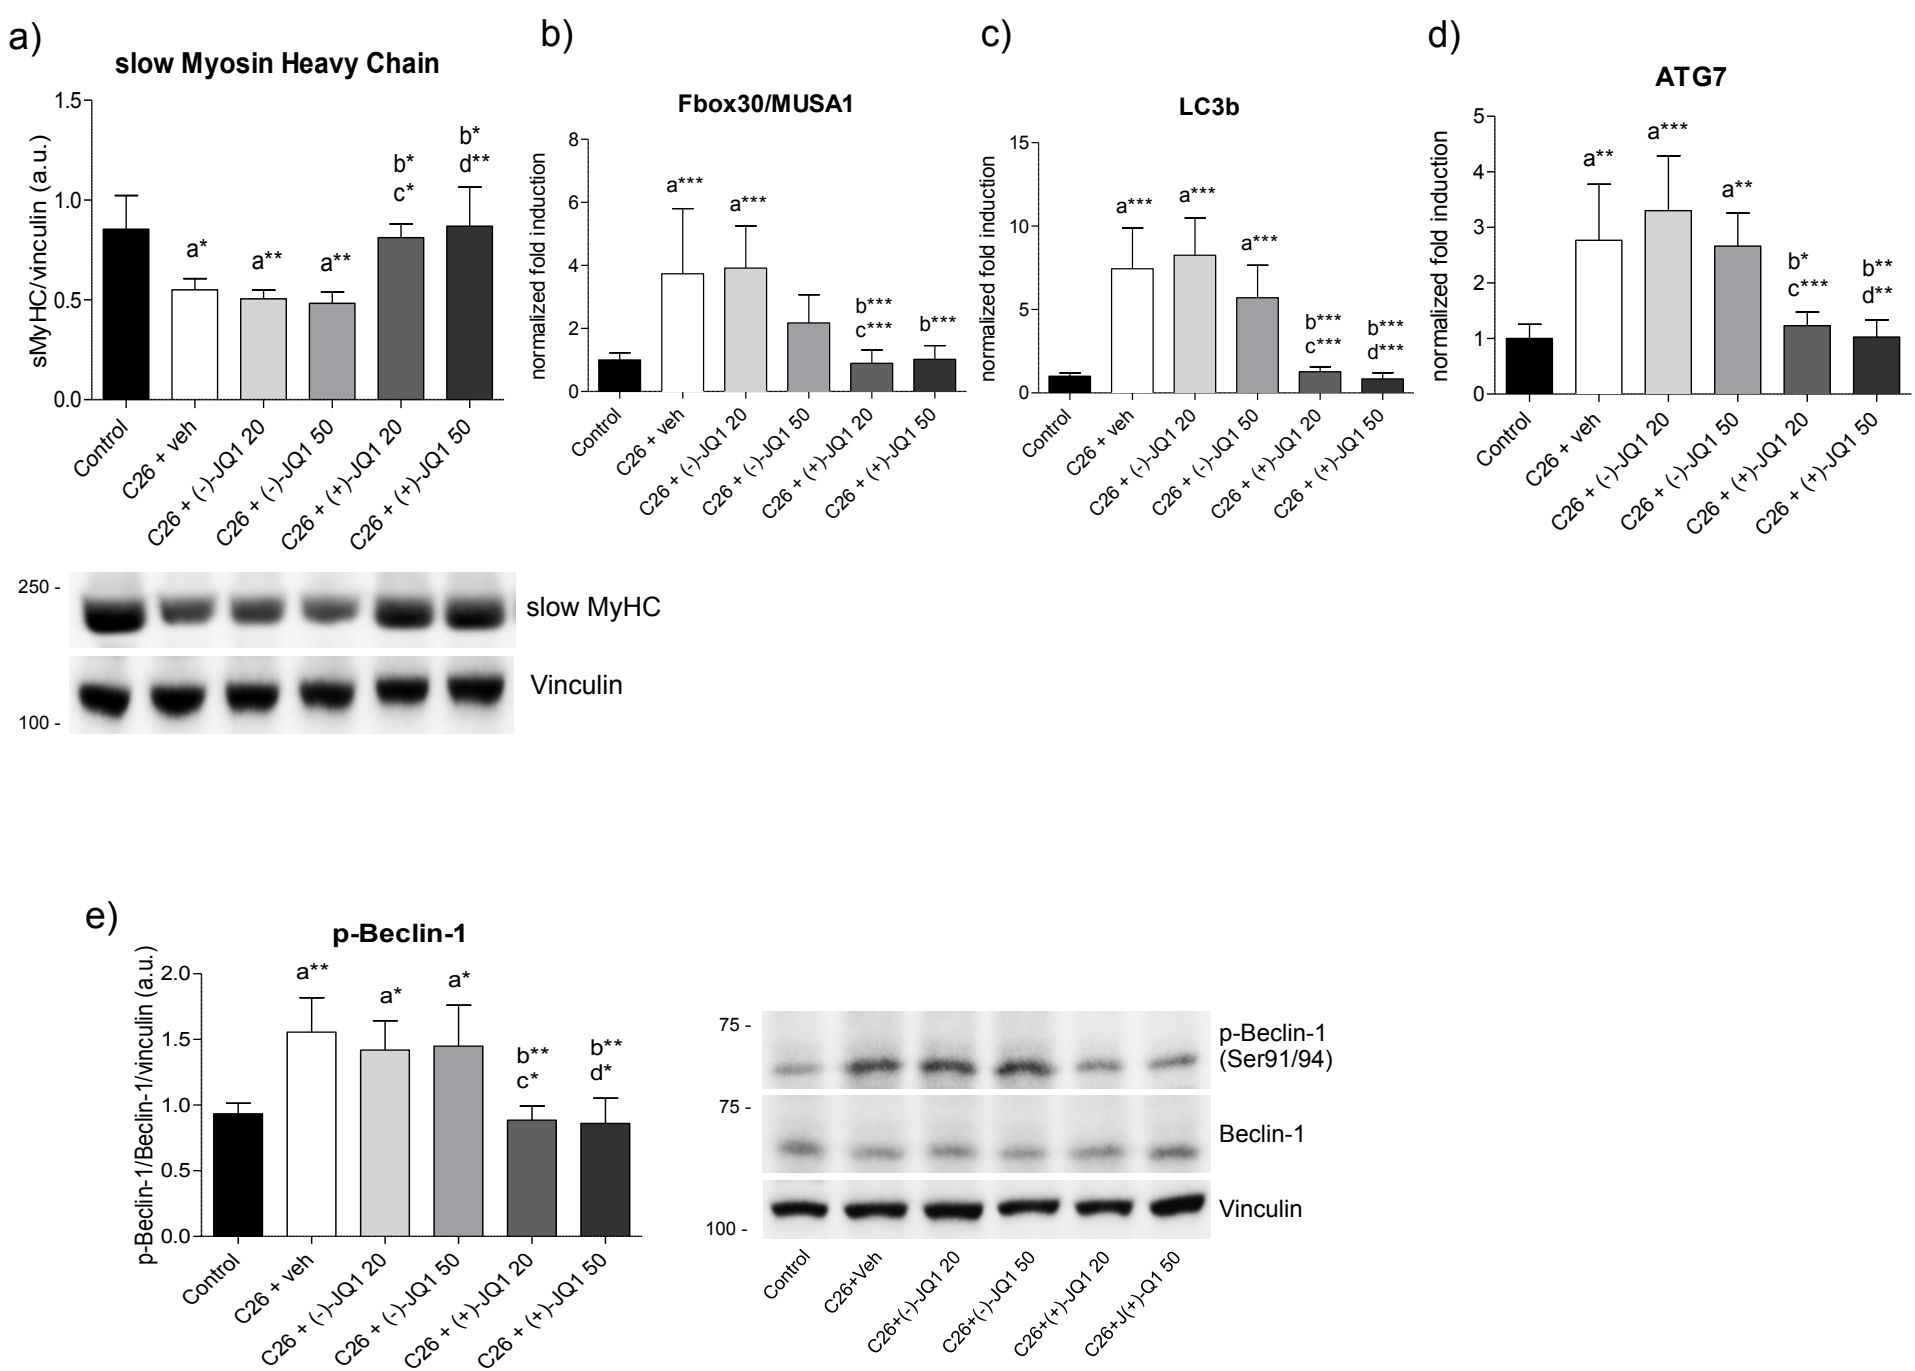 a)
slow Myosin Heavy Chain
sMyHC/vinculin (a.u.)
1.5
1.0
0.5
0.0
a*
a**
a**
b*
c*
b*
d**
Control
C26 + veh
C26 + (-)-JQ1 20
C26 + (-)-JQ1 50
C26 + (+)-JQ1 20
C26 + (+)-JQ1 50
250 -
slow MyHC
Vinculin
100 -
b)
Fbox30/MUSA1
normalized fold induction
8
6
4
2
0
a***
a***
b***
c***
b***
Control
C26 + veh
C26 + (-)-JQ1 20
C26 + (-)-JQ1 50
C26 + (+)-JQ1 20
C26 + (+)-JQ1 50
c)
LC3b
normalized fold induction
15
10
5
0
a***
a***
a***
b***
c***
b***
d***
Control
C26 + veh
C26 + (-)-JQ1 20
C26 + (-)-JQ1 50
C26 + (+)-JQ1 20
C26 + (+)-JQ1 50
d)
ATG7
normalized fold induction
5
4
3
2
1
0
a**
a***
a**
b*
c***
b**
d**
Control
C26 + veh
C26 + (-)-JQ1 20
C26 + (-)-JQ1 50
C26 + (+)-JQ1 20
C26 + (+)-JQ1 50
e)
p-Beclin-1
p-Beclin-1/Beclin-1/vinculin (a.u.)
2.0
1.5
1.0
0.5
0.0
a**
a*
a*
b**
c*
b**
d*
Control
C26 + veh
C26 + (-)-JQ1 20
C26 + (-)-JQ1 50
C26 + (+)-JQ1 20
C26 + (+)-JQ1 50
75 -
p-Beclin-1
(Ser91/94)
75 -
Beclin-1
Vinculin
100 -
Control
C26+Veh
C26+(-)-JQ1 20
C26+(-)-JQ1 50
C26+(+)-JQ1 20
C26+J(+)-Q1 50